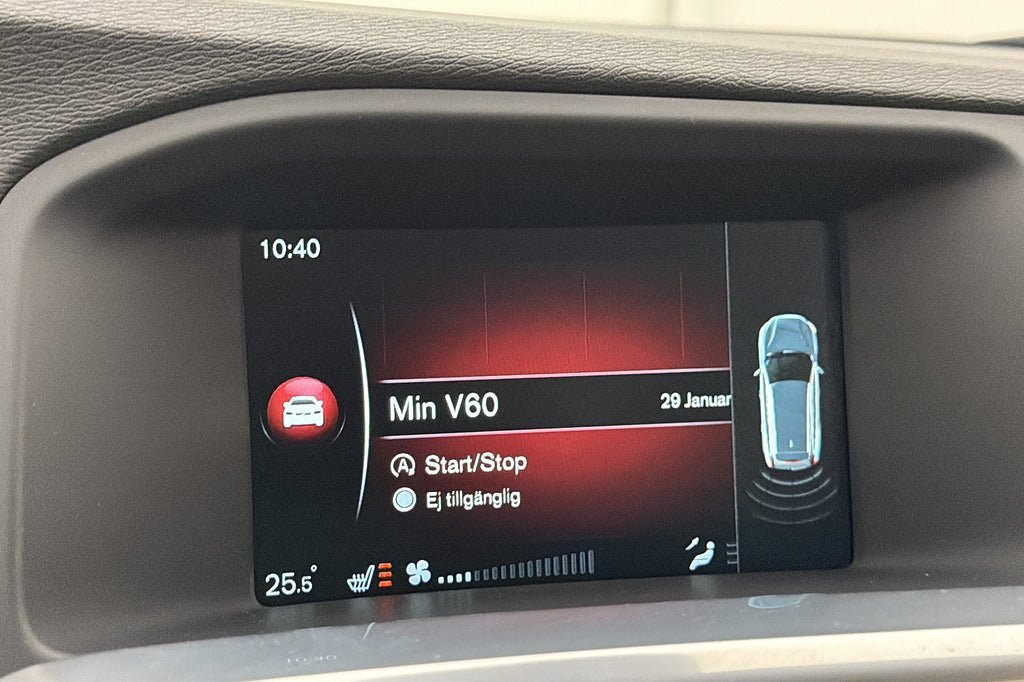 10:40
Min V60 29 Januar
A Start/Stop
Ej tillgänglig
25.5°